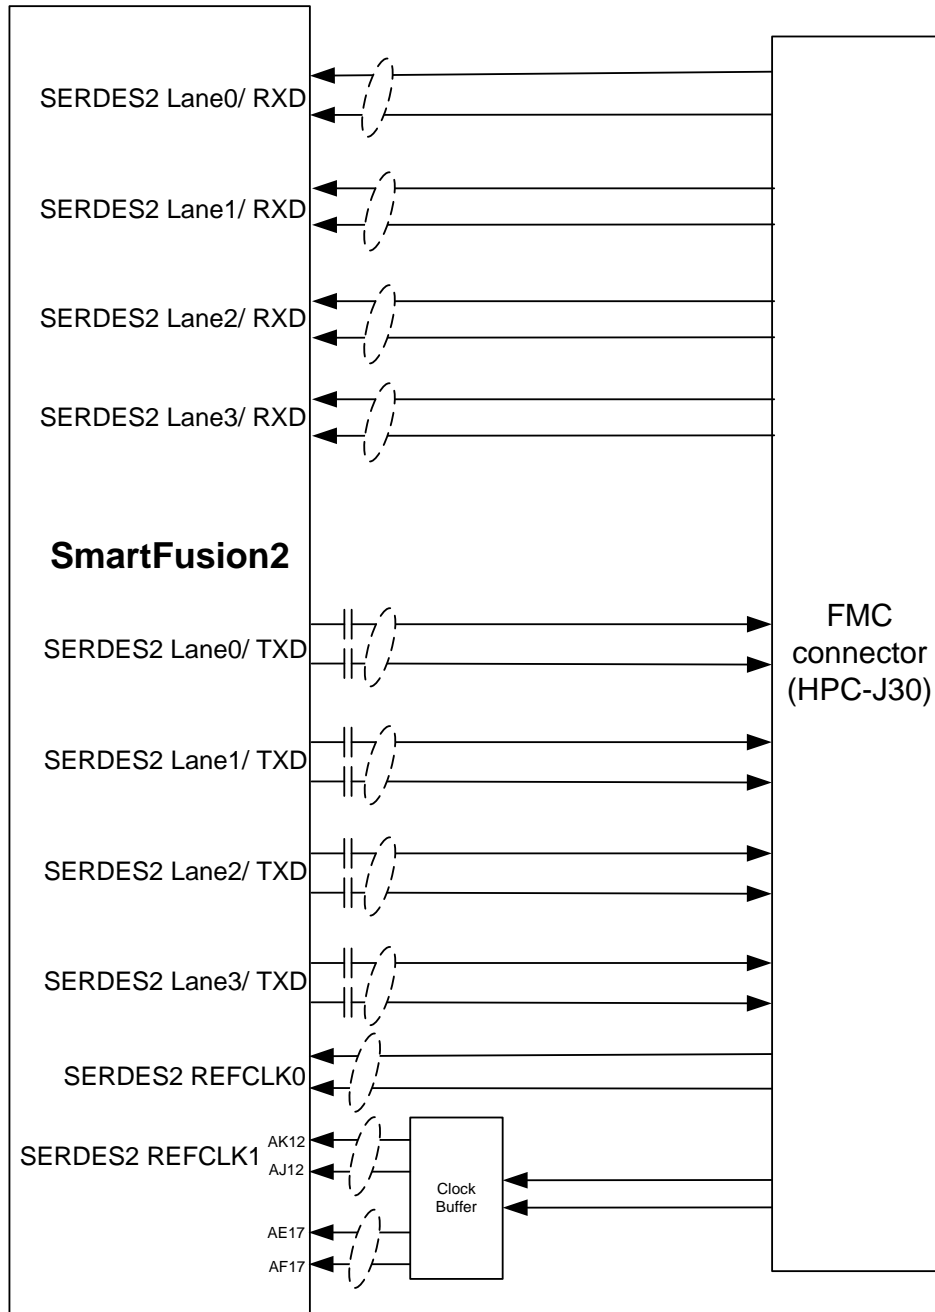 SERDES2 Lane0/ RXD
SERDES2 Lane1/ RXD
SERDES2 Lane2/ RXD
SERDES2 Lane3/ RXD
SmartFusion2
SERDES2 Lane0/ TXD
SERDES2 Lane1/ TXD
SERDES2 Lane2/ TXD
SERDES2 Lane3/ TXD
SERDES2 REFCLK0
SERDES2 REFCLK1
AK12
AJ12
AE17
AF17
Clock
Buffer
FMC
connector
(HPC-J30)